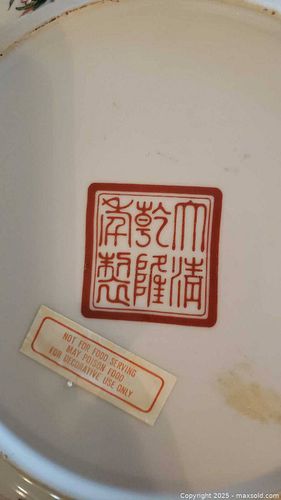 大清
乾隆
年製
NOT FOR FOOD SERVING
MAY POISON FOOD
FOR DECORATIVE USE ONLY
Copyright © 2025 - maxsold.com